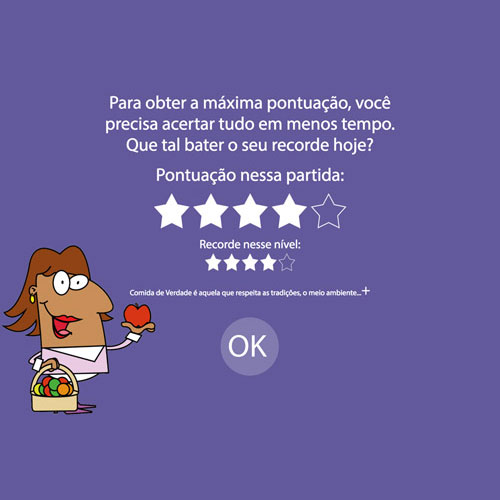 Para obter a máxima pontuação, você
precisa acertar tudo em menos tempo.
Que tal bater o seu recorde hoje?
Pontuação nessa partida:
Recorde nesse nível:
Comida de Verdade é aquela que respeita as tradições, o meio ambiente...+
OK